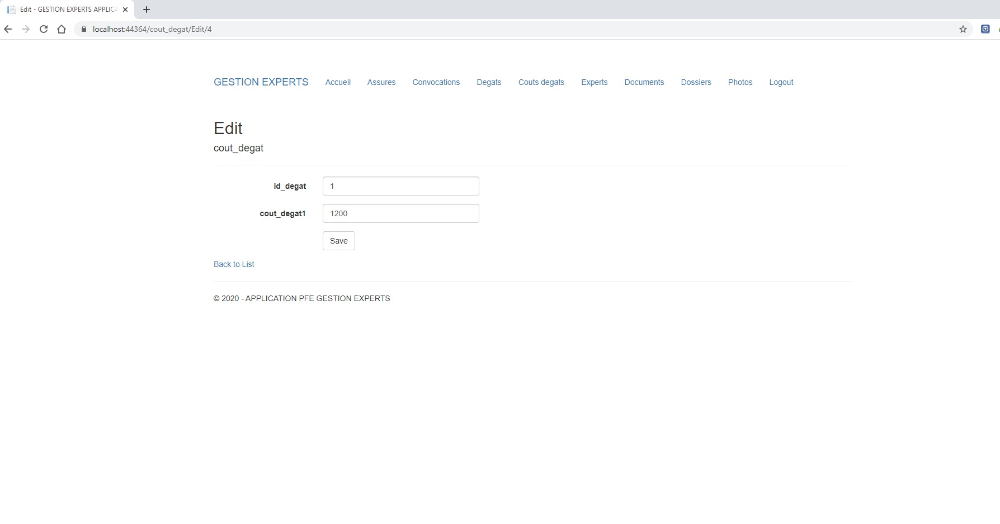 Edit - GESTION EXPERTS APPLICA
localhost:44364/cout_degat/Edit/4
GESTION EXPERTS Accueil Assures Convocations Degats Couts degats Experts Documents Dossiers Photos Logout
Edit
cout_degat
id_degat 1
cout_degat1 1200
Save
Back to List
© 2020 - APPLICATION PFE GESTION EXPERTS